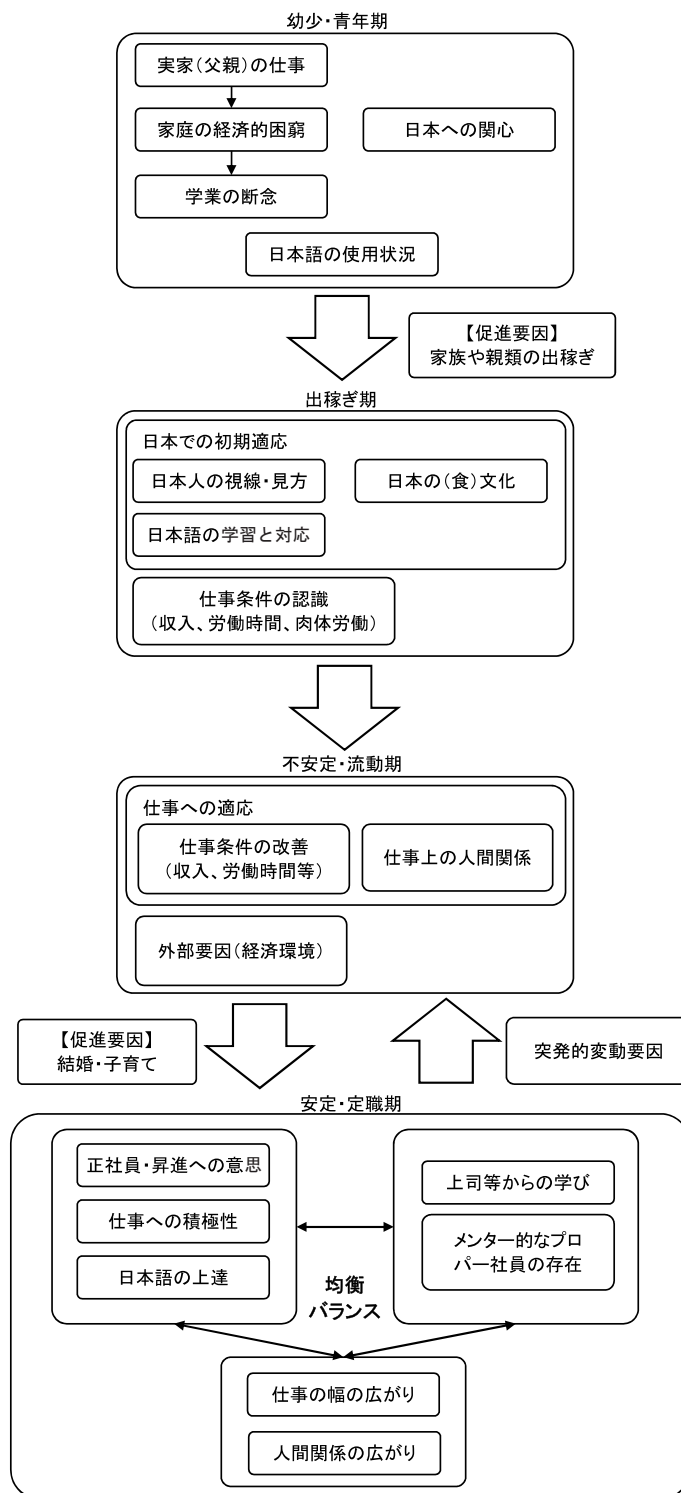 幼少・青年期
実家（父親）の仕事
家庭の経済的困窮
日本への関心
学業の断念
日本語の使用状況
【促進要因】
家族や親類の出稼ぎ
出稼ぎ期
日本での初期適応
日本人の視線・見方
日本の（食）文化
日本語の学習と対応
仕事条件の認識
（収入、労働時間、肉体労働）
不安定・流動期
仕事への適応
仕事条件の改善
（収入、労働時間等）
仕事上の人間関係
外部要因（経済環境）
【促進要因】
結婚・子育て
突発的変動要因
安定・定職期
正社員・昇進への意思
仕事への積極性
日本語の上達
上司等からの学び
メンター的なプロ
パー社員の存在
均衡
バランス
仕事の幅の広がり
人間関係の広がり